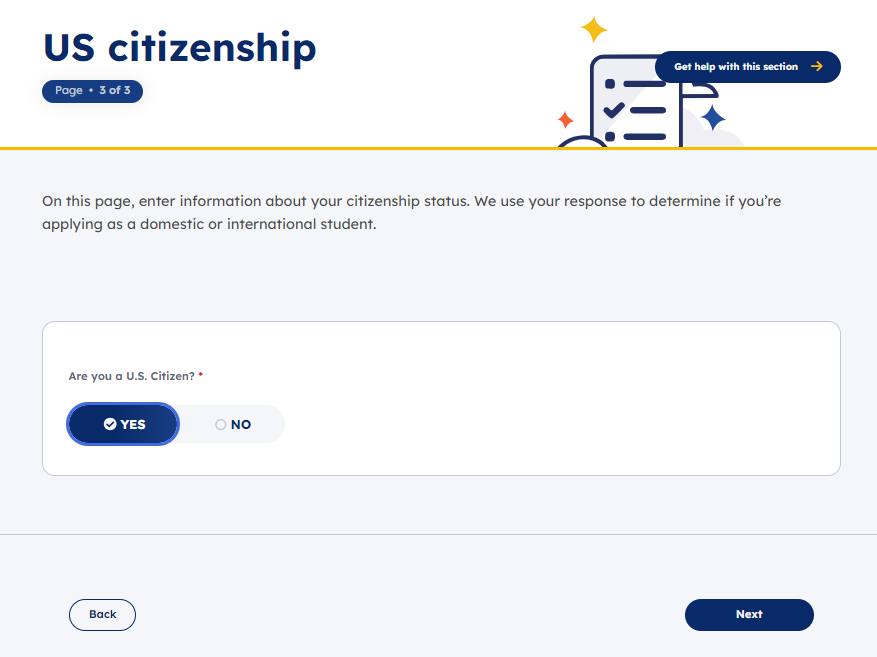 US citizenship
Page • 3 of 3
Get help with this section
On this page, enter information about your citizenship status. We use your response to determine if you’re
applying as a domestic or international student.
Are you a U.S. Citizen? *
YES
NO
Back
Next